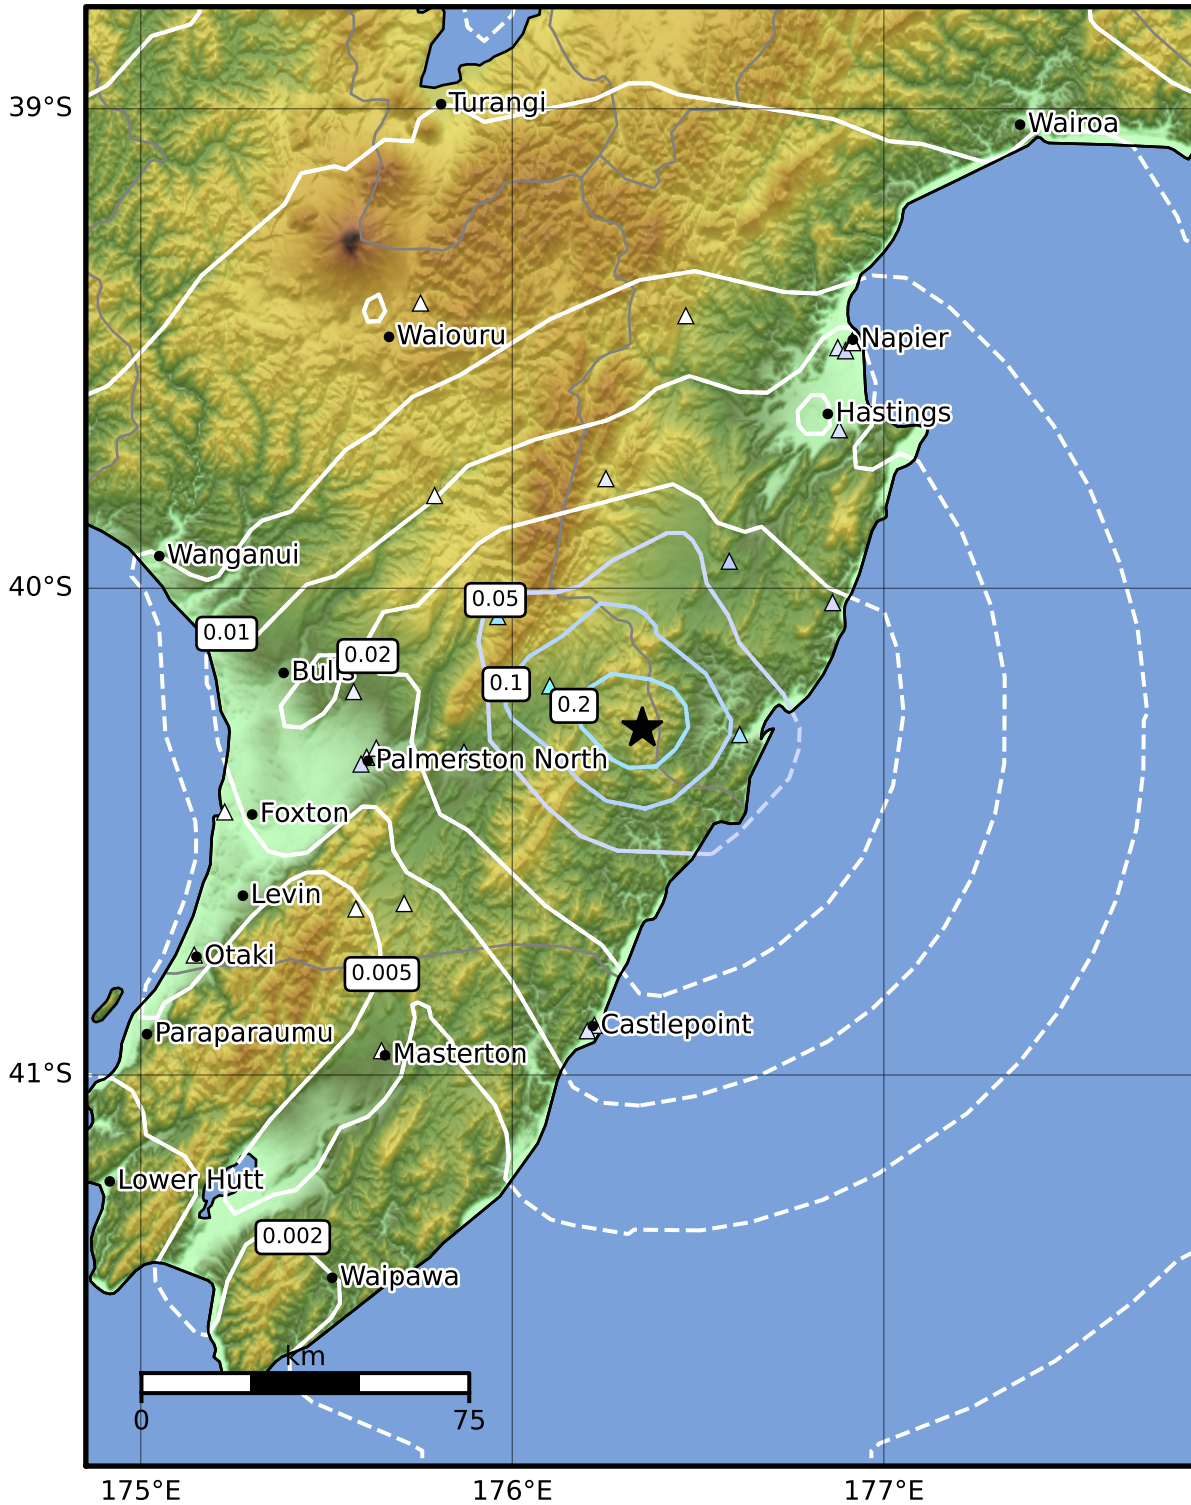 39°S
Turangi
Wairoa
Waiouru
Napier
Hastings
Wanganui
40°S
0.05
0.01
0.02
Bulls
0.1
0.2
Palmerston North
Foxton
Levin
Otaki
0.005
Castlepoint
Paraparaumu
Masterton
41°S
Lower Hutt
0.002
Waipawa
km
0
75
175°E
176°E
177°E